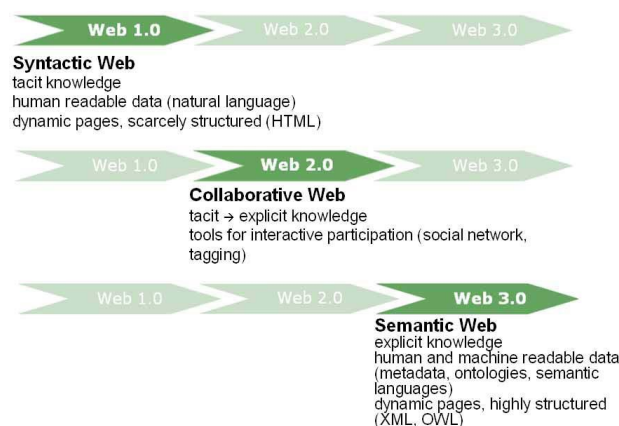 Web 1.0 Web 2.0 Web 3.0
Syntactic Web
tacit knowledge
human readable data (natural language)
dynamic pages, scarcely structured (HTML)
Web 1.0 Web 2.0 Web 3.0
Collaborative Web
tacit → explicit knowledge
tools for interactive participation (social network,
tagging)
Web 1.0 Web 2.0 Web 3.0
Semantic Web
explicit knowledge
human and machine readable data
(metadata, ontologies, semantic
languages)
dynamic pages, highly structured
(XML, OWL)